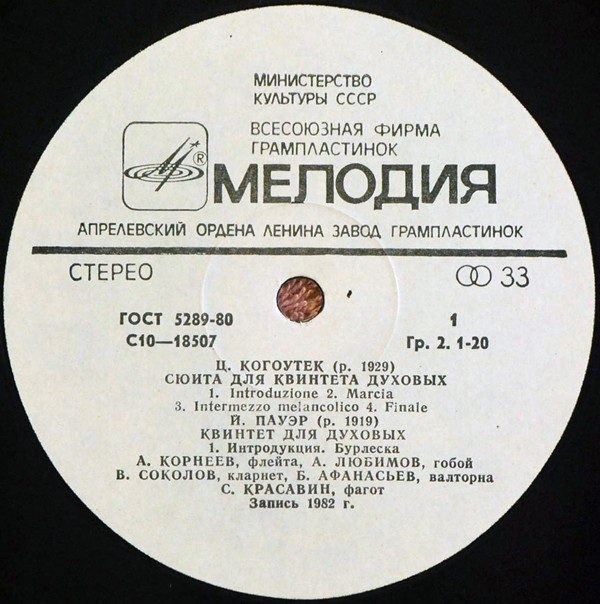 МИНИСТЕРСТВО
КУЛЬТУРЫ СССР
ВСЕСОЮЗНАЯ ФИРМА
ГРАМПЛАСТИНОК
® МЕЛОДИЯ
АПРЕЛЕВСКИЙ ОРДЕНА ЛЕНИНА ЗАВОД ГРАМПЛАСТИНОК
СТЕРЕО 33
ГОСТ 5289-80 1
С10—18507 Гр. 2. 1-20
Ц. КОГОУТЕК (р. 1929)
СЮИТА ДЛЯ КВИНТЕТА ДУХОВЫХ
1. Introduzione 2. Marcia
3. Intermezzo melancolico 4. Finale
Й. ПАУЭР (р. 1919)
КВИНТЕТ ДЛЯ ДУХОВЫХ
1. Интродукция. Бурлеска
А. КОРНЕЕВ, флейта, А. ЛЮБИМОВ, гобой
В. СОКОЛОВ, кларнет, Б. АФАНАСЬЕВ, валторна
С. КРАСАВИН, фагот
Запись 1982 г.